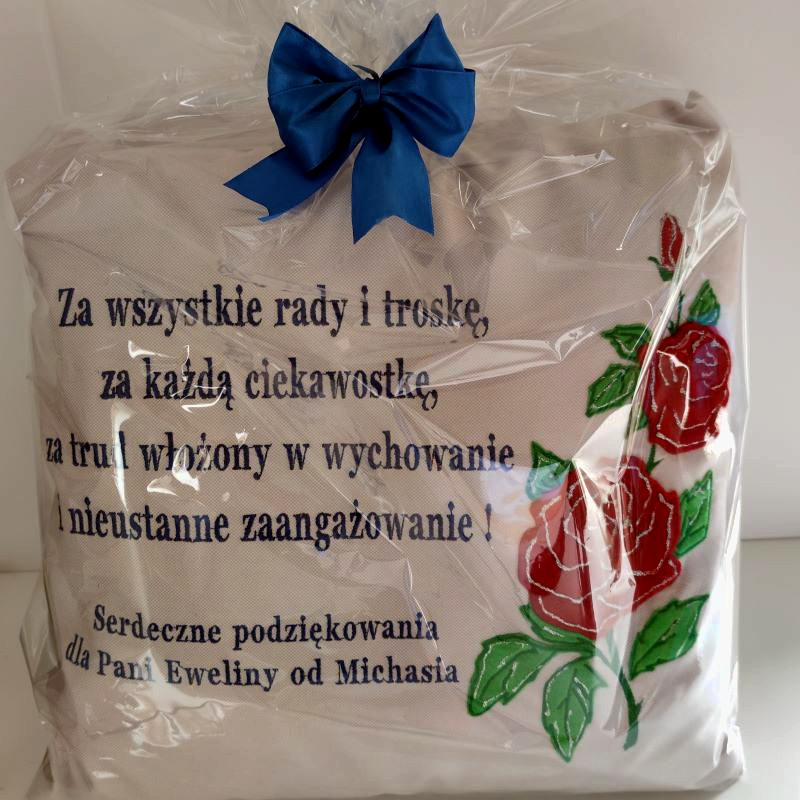 Za wszystkie rady i troskę,
za każdą ciekawostkę,
za trud włożony w wychowanie
i nieustanne zaangażowanie !
Serdeczne podziękowania
dla Pani Eweliny od Michasia